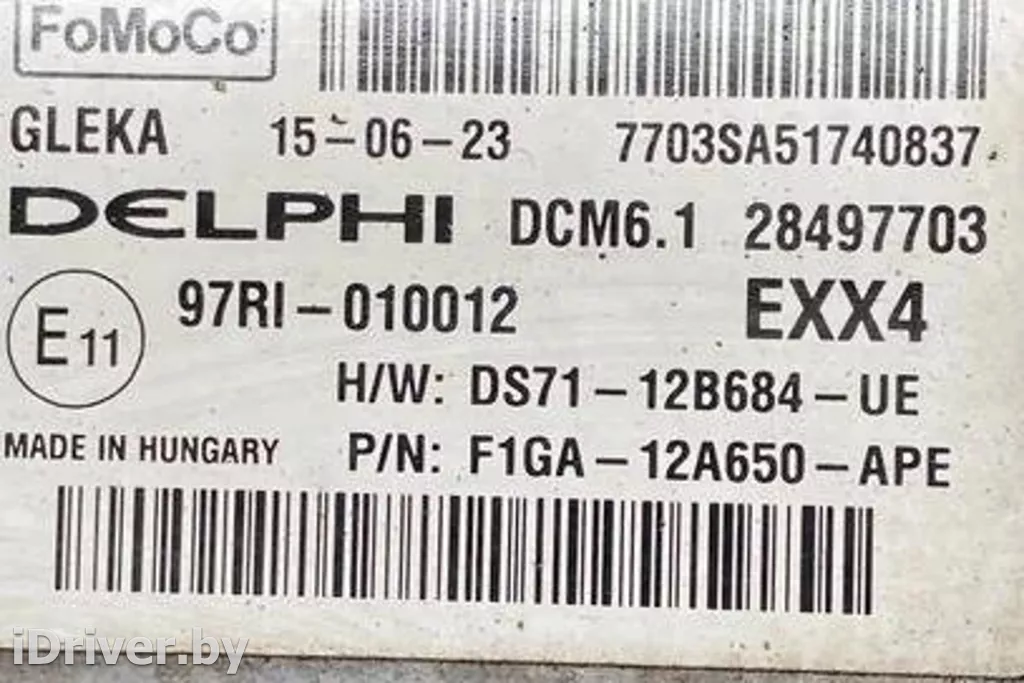 FoMoCo
GLEKA 15-06-23 7703SA51740837
DELPHI DCM6.1 28497703
E11 97RI-010012 EXX4
H/W: DS71-12B684-UE
MADE IN HUNGARY P/N: F1GA-12A650-APE
iDriver.by